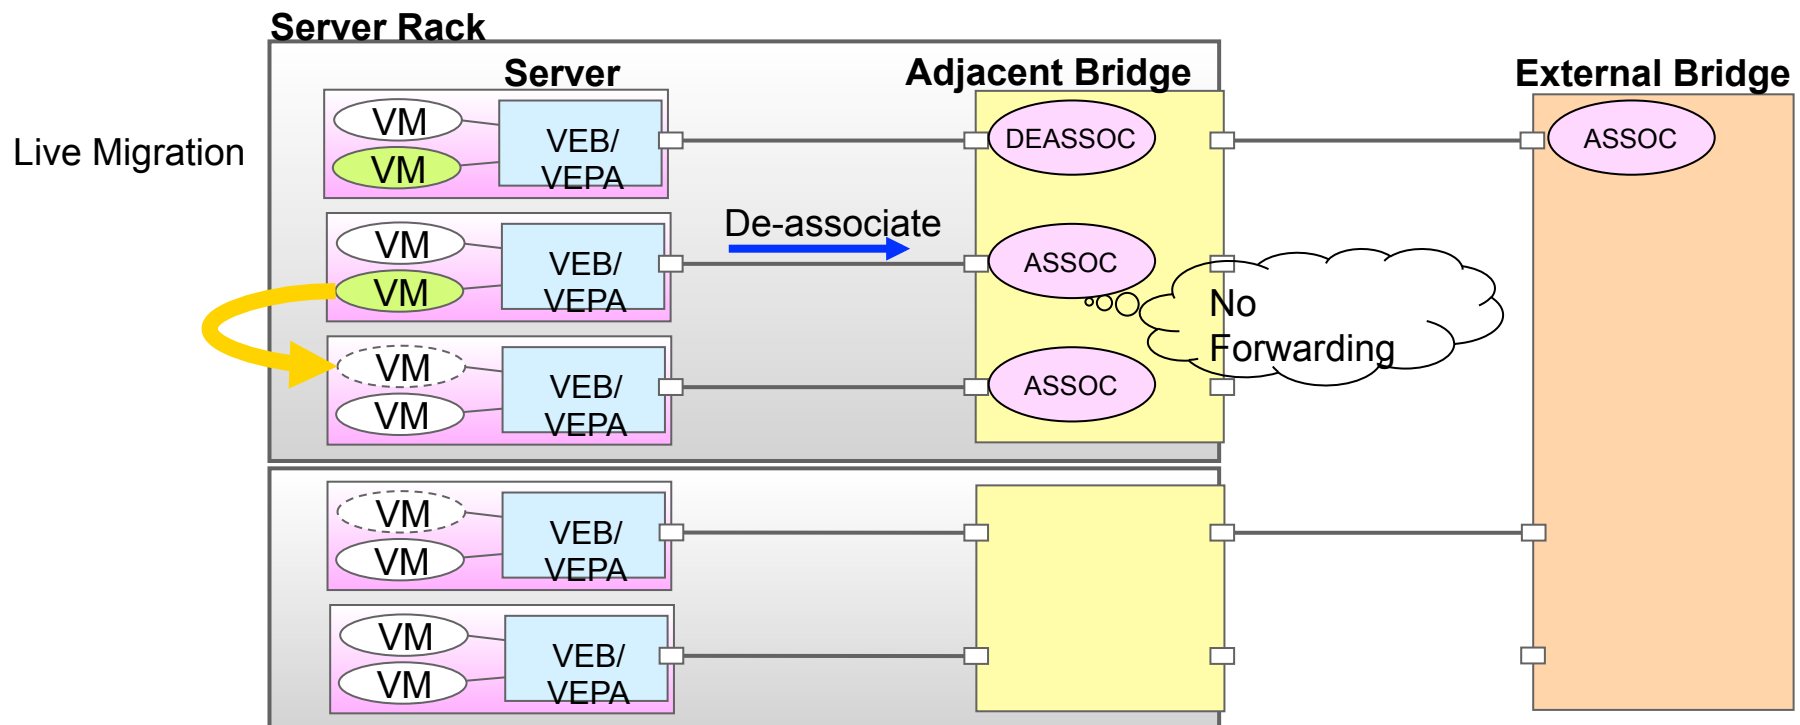 Server Rack
Server
Adjacent Bridge
External Bridge
Live Migration
VM
VM
VEB/
VEPA
DEASSOC
ASSOC
De-associate
VM
VM
VEB/
VEPA
ASSOC
No
Forwarding
VM
VM
VEB/
VEPA
ASSOC
VM
VM
VEB/
VEPA
VM
VM
VEB/
VEPA